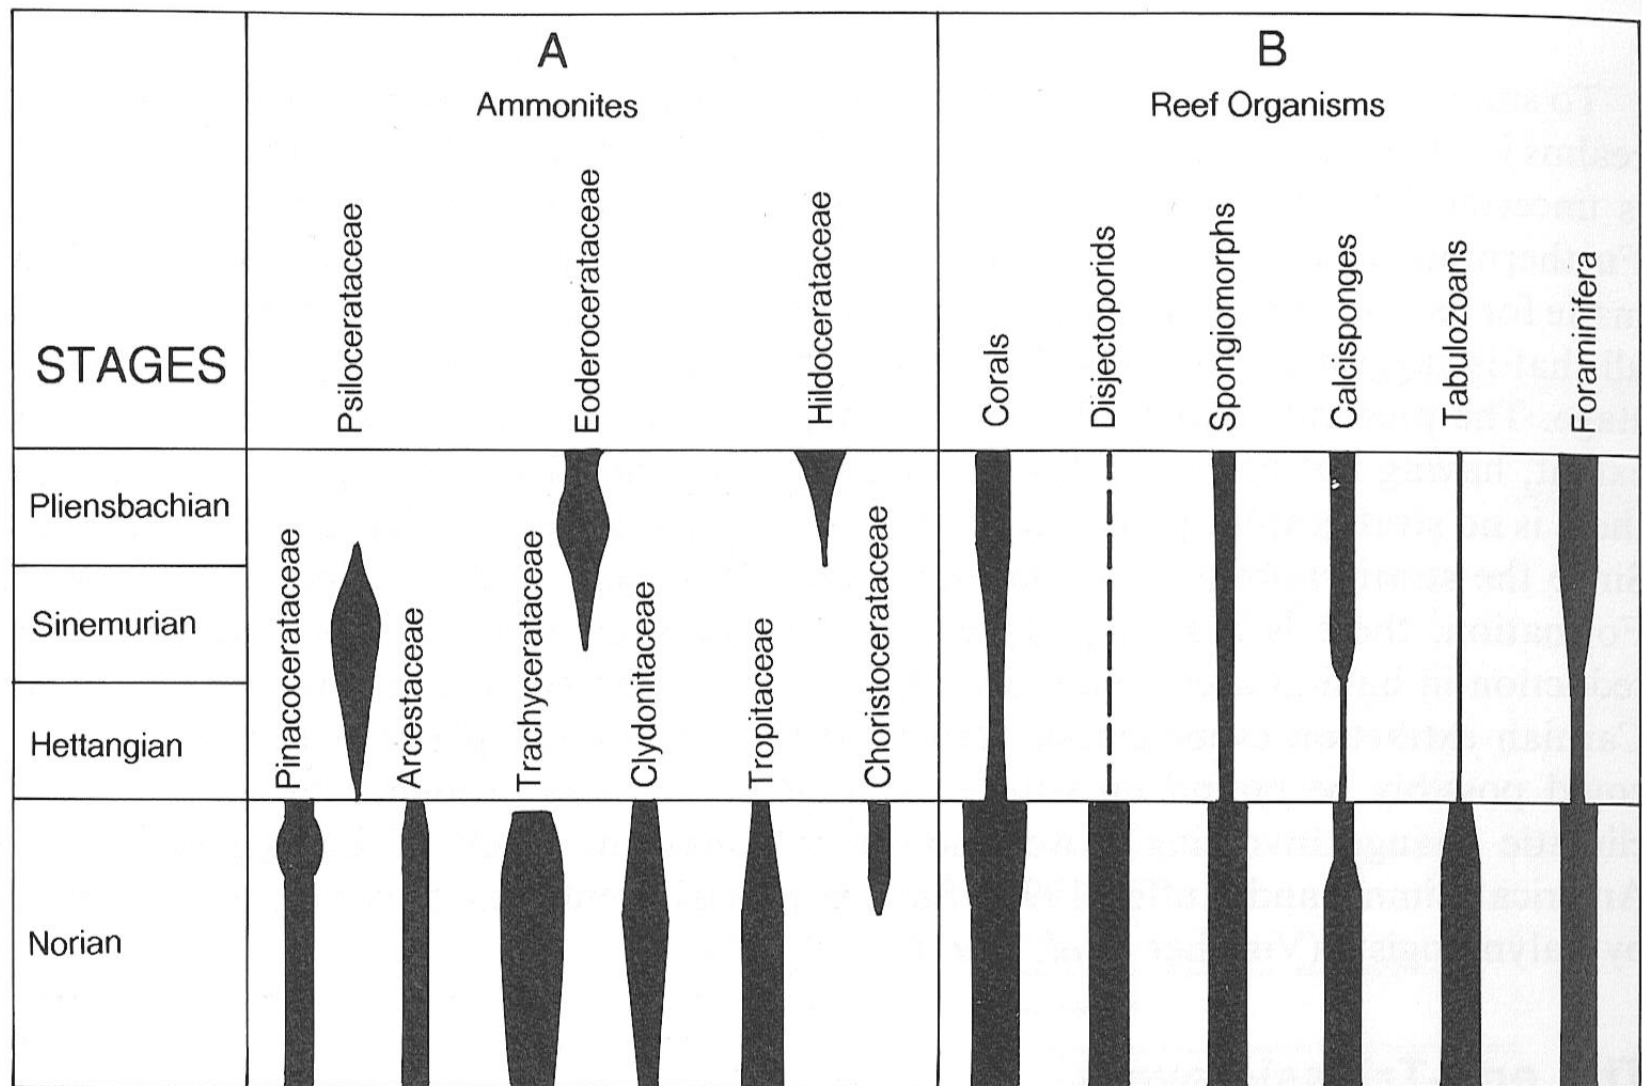 A
Ammonites
B
Reef Organisms
STAGES
Psilocerataceae
Eoderocerataceae
Hildocerataceae
Corals
Disjectoporids
Spongiomorphs
Calcisponges
Tabulozoans
Foraminifera
Pliensbachian
Sinemurian
Hettangian
Norian
Pinacocerataceae
Arcestaceae
Trachycerataceae
Clydonitaceae
Tropitaceae
Choristocerataceae